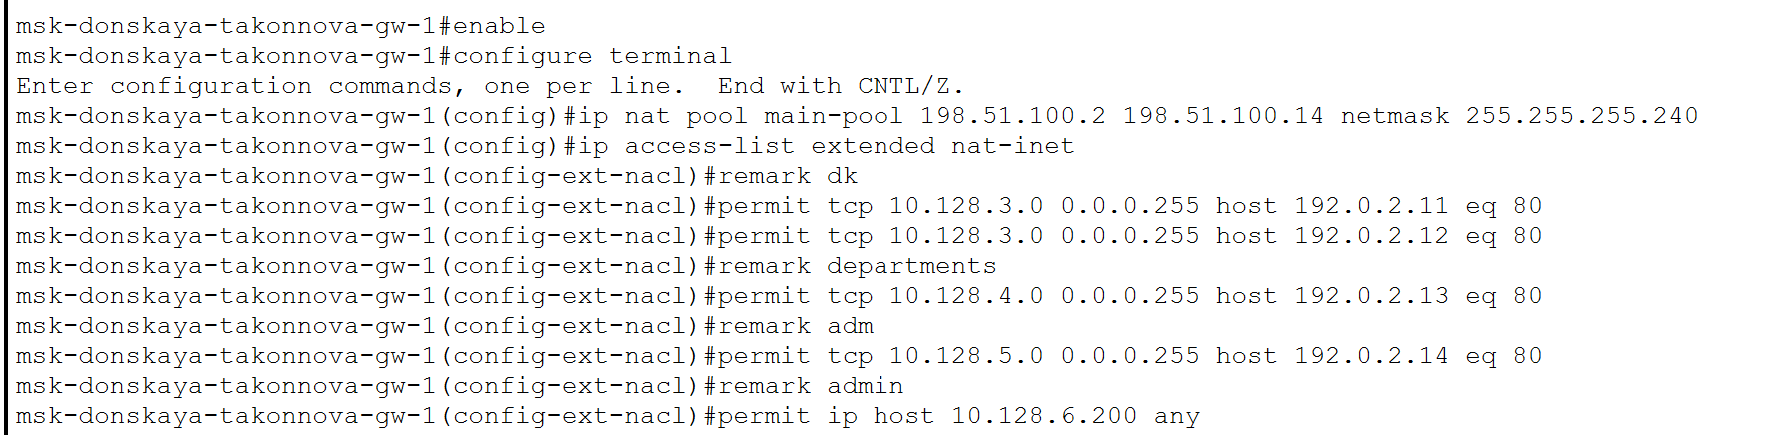 msk-donskaya-takonnova-gw-1#enable
msk-donskaya-takonnova-gw-1#configure terminal
Enter configuration commands, one per line.  End with CNTL/Z.
msk-donskaya-takonnova-gw-1(config)#ip nat pool main-pool 198.51.100.2 198.51.100.14 netmask 255.255.255.240
msk-donskaya-takonnova-gw-1(config)#ip access-list extended nat-inet
msk-donskaya-takonnova-gw-1(config-ext-nacl)#remark dk
msk-donskaya-takonnova-gw-1(config-ext-nacl)#permit tcp 10.128.3.0 0.0.0.255 host 192.0.2.11 eq 80
msk-donskaya-takonnova-gw-1(config-ext-nacl)#permit tcp 10.128.3.0 0.0.0.255 host 192.0.2.12 eq 80
msk-donskaya-takonnova-gw-1(config-ext-nacl)#remark departments
msk-donskaya-takonnova-gw-1(config-ext-nacl)#permit tcp 10.128.4.0 0.0.0.255 host 192.0.2.13 eq 80
msk-donskaya-takonnova-gw-1(config-ext-nacl)#remark adm
msk-donskaya-takonnova-gw-1(config-ext-nacl)#permit tcp 10.128.5.0 0.0.0.255 host 192.0.2.14 eq 80
msk-donskaya-takonnova-gw-1(config-ext-nacl)#remark admin
msk-donskaya-takonnova-gw-1(config-ext-nacl)#permit ip host 10.128.6.200 any